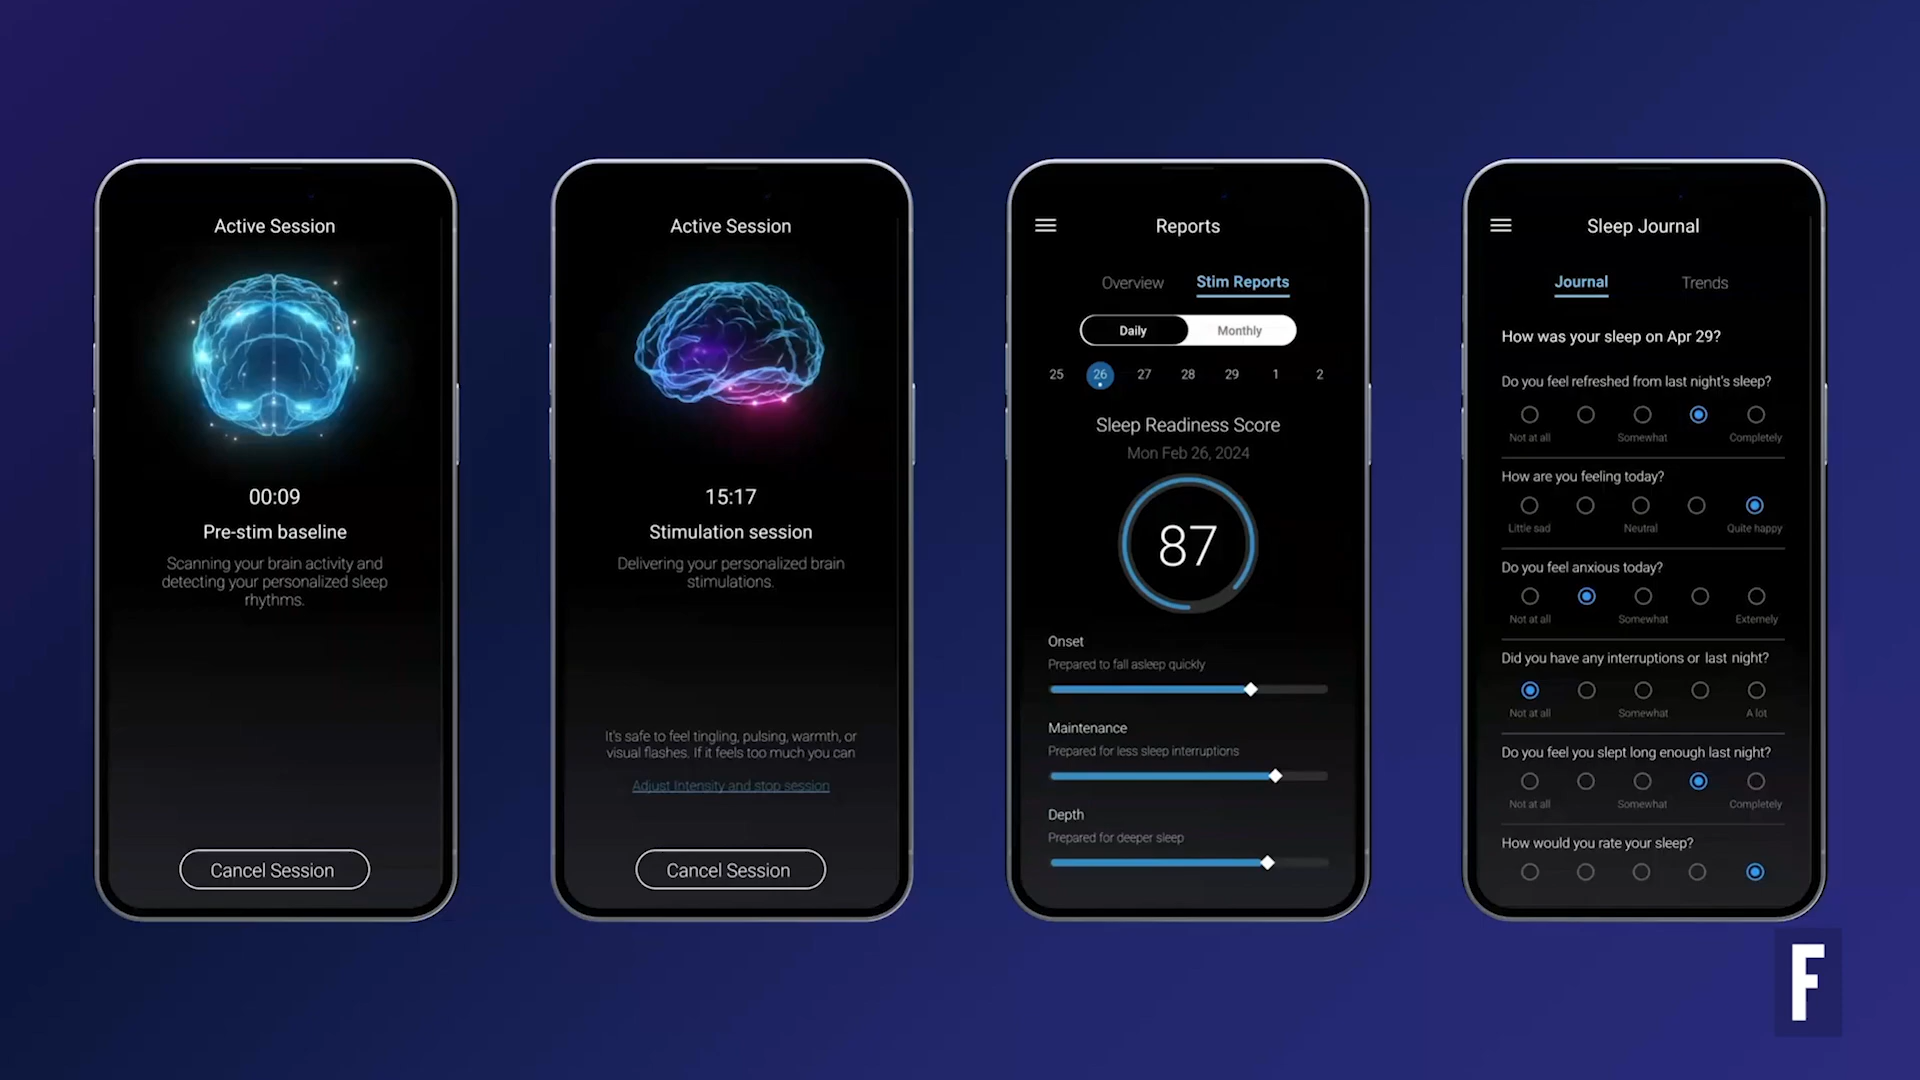 Active Session
00:09
Pre-stim baseline
Scanning your brain activity and
detecting your personalized sleep
rhythms.
Cancel Session
Active Session
15:17
Stimulation session
Delivering your personalized brain
stimulations.
It's safe to feel tingling, pulsing, warmth, or
visual flashes. If it feels too much you can
Adjust Intensity and stop session
Cancel Session
Reports
Overview Stim Reports
Daily Monthly
25 26 27 28 29 1 2
Sleep Readiness Score
Mon Feb 26, 2024
87
Onset
Prepared to fall asleep quickly
Maintenance
Prepared for less sleep interruptions
Depth
Prepared for deeper sleep
Sleep Journal
Journal Trends
How was your sleep on Apr 29?
Do you feel refreshed from last night's sleep?
Not at all Somewhat Completely
How are you feeling today?
Little sad Neutral Quite happy
Do you feel anxious today?
Not at all Somewhat Extemely
Did you have any interruptions or last night?
Not at all Somewhat A lot
Do you feel you slept long enough last night?
Not at all Somewhat Completely
How would you rate your sleep?
F